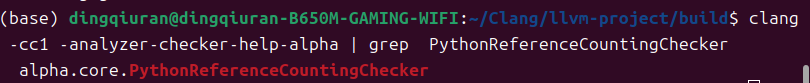 (base) dingqiuran@dingqiuran-B650M-GAMING-WIFI:~/Clang/llvm-project/build$ clang
-cc1 -analyzer-checker-help-alpha | grep  PythonReferenceCountingChecker
alpha.core.PythonReferenceCountingChecker